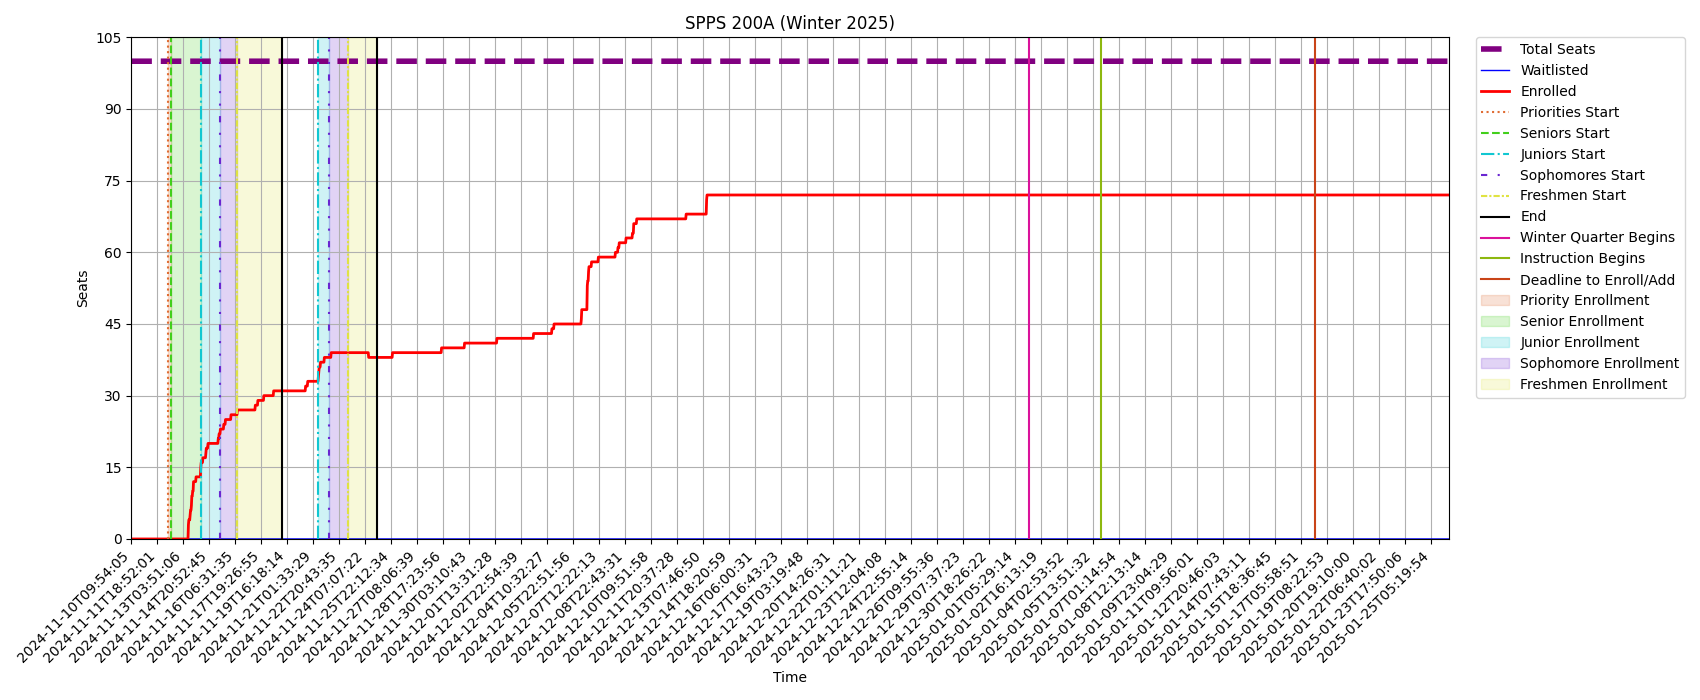 SPPS 200A (Winter 2025)
105
90
75
60
45
30
15
0
Seats
2024-11-10T09:54:05
2024-11-11T18:52:01
2024-11-13T03:51:06
2024-11-14T10:52:45
2024-11-16T06:31:35
2024-11-17T19:26:55
2024-11-19T16:18:14
2024-11-21T01:33:29
2024-11-22T20:43:35
2024-11-24T07:07:22
2024-11-25T22:12:34
2024-11-27T08:06:39
2024-11-28T17:23:56
2024-11-30T03:10:43
2024-12-01T13:31:28
2024-12-02T22:54:39
2024-12-04T10:32:27
2024-12-05T22:51:56
2024-12-07T12:22:13
2024-12-08T22:43:31
2024-12-10T09:51:58
2024-12-11T20:37:28
2024-12-13T07:46:50
2024-12-14T18:20:59
2024-12-16T06:00:31
2024-12-17T16:43:23
2024-12-19T03:19:48
2024-12-20T14:26:31
2024-12-22T01:11:21
2024-12-23T12:04:08
2024-12-24T22:55:14
2024-12-26T09:55:36
2024-12-29T07:37:23
2024-12-30T18:26:22
2025-01-01T05:29:14
2025-01-02T16:13:19
2025-01-04T02:53:52
2025-01-05T13:51:32
2025-01-07T01:14:54
2025-01-08T12:13:14
2025-01-09T23:04:29
2025-01-11T09:56:01
2025-01-12T20:46:03
2025-01-14T07:43:11
2025-01-15T18:36:45
2025-01-17T05:58:51
2025-01-19T08:22:53
2025-01-20T19:10:00
2025-01-22T06:40:02
2025-01-23T17:50:06
2025-01-25T05:19:54
Time
Total Seats
Waitlisted
Enrolled
Priorities Start
Seniors Start
Juniors Start
Sophomores Start
Freshmen Start
End
Winter Quarter Begins
Instruction Begins
Deadline to Enroll/Add
Priority Enrollment
Senior Enrollment
Junior Enrollment
Sophomore Enrollment
Freshmen Enrollment